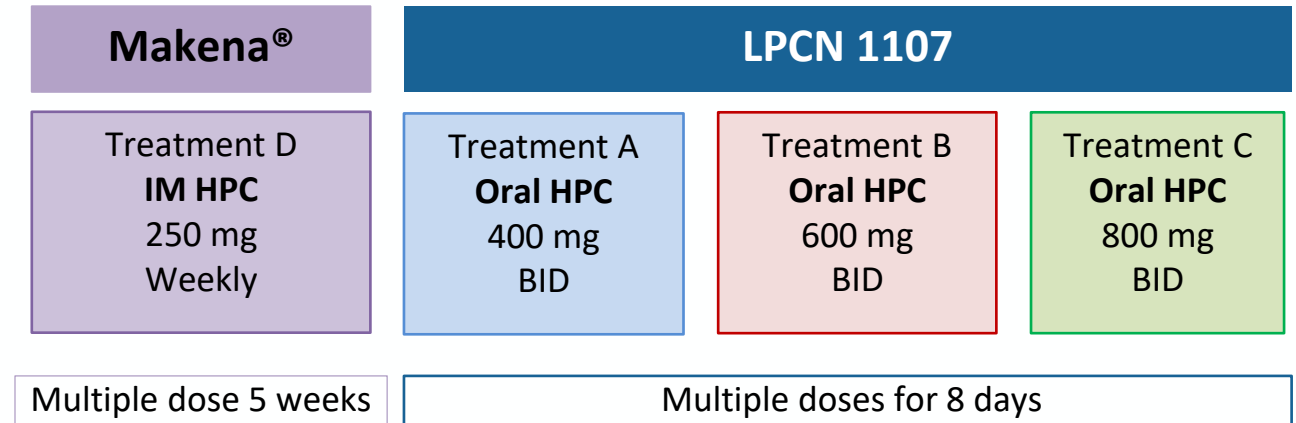 Makena®
LPCN 1107
Treatment D
IM HPC
250 mg
Weekly
Treatment A
Oral HPC
400 mg
BID
Treatment B
Oral HPC
600 mg
BID
Treatment C
Oral HPC
800 mg
BID
Multiple dose 5 weeks
Multiple doses for 8 days